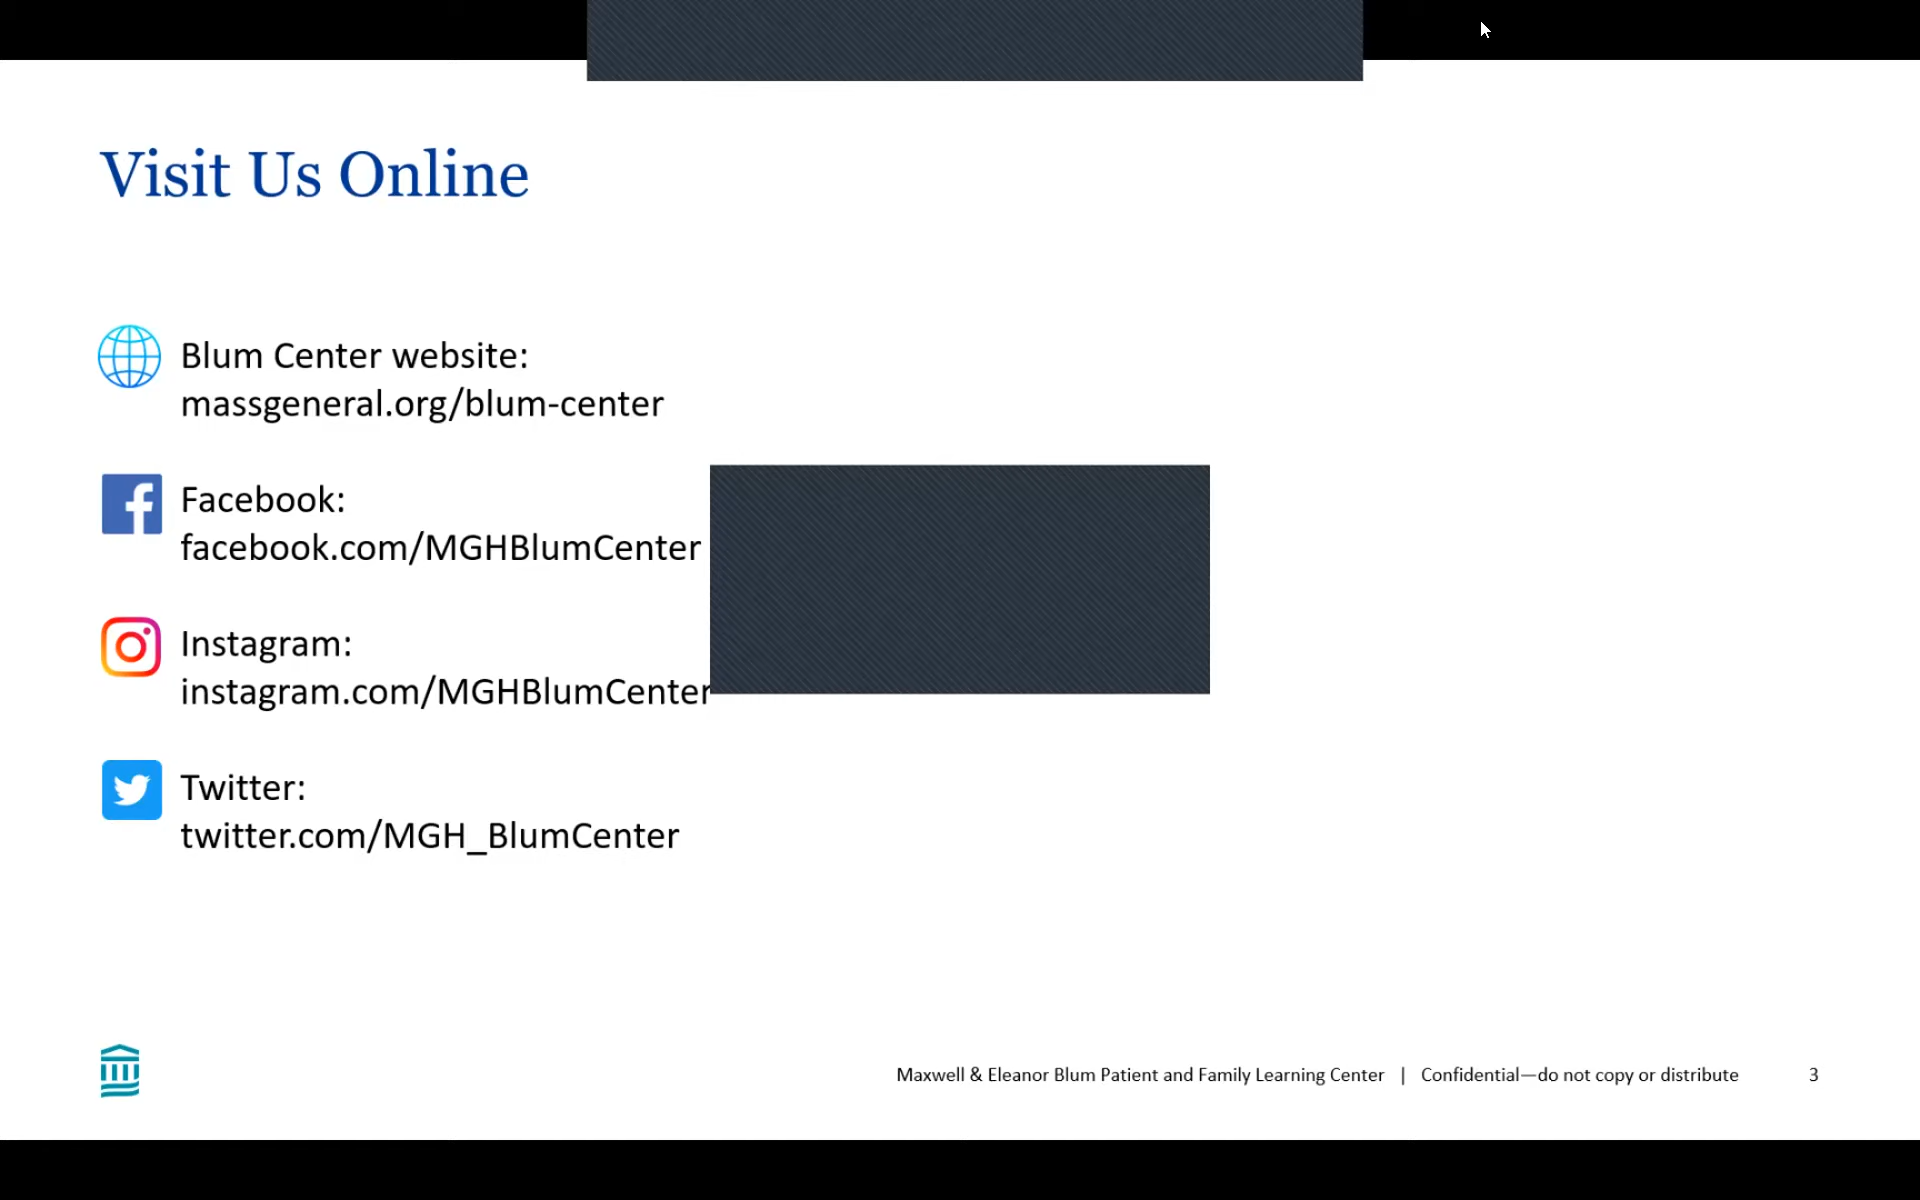 Visit Us Online
Blum Center website:
massgeneral.org/blum-center
Facebook:
facebook.com/MGHBlumCenter
Instagram:
instagram.com/MGHBlumCenter
Twitter:
twitter.com/MGH_BlumCenter
Maxwell & Eleanor Blum Patient and Family Learning Center | Confidential—do not copy or distribute 3